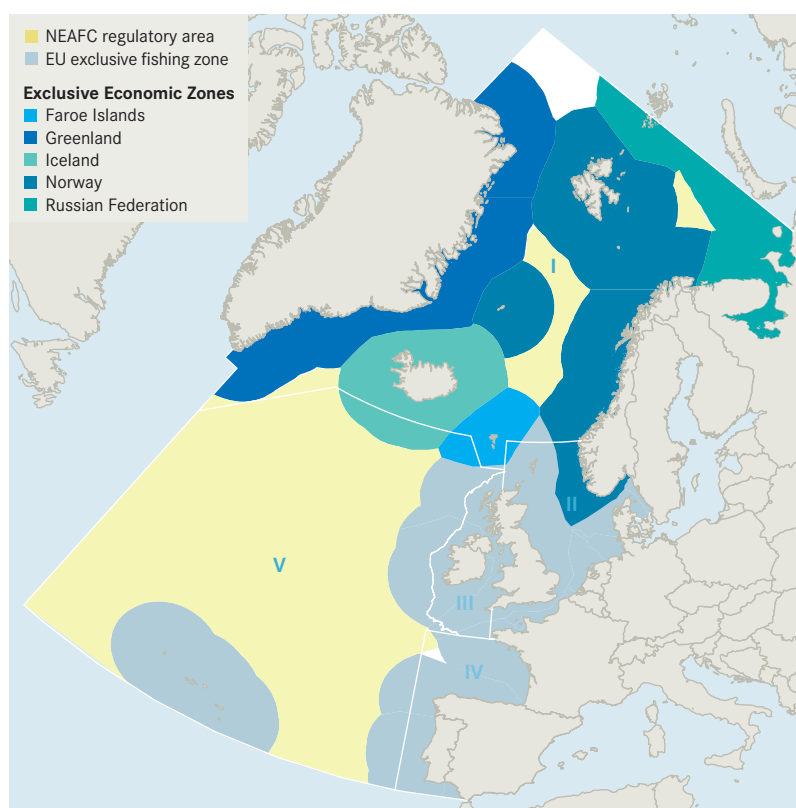 NEAFC regulatory area
EU exclusive fishing zone
Exclusive Economic Zones
Faroe Islands
Greenland
Iceland
Norway
Russian Federation
I
II
V
III
IV